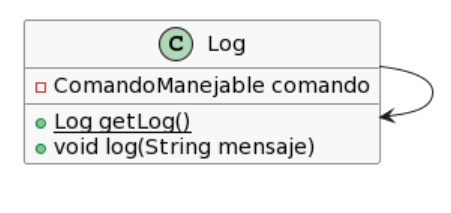 C Log
ComandoManejable comando
Log getLog()
void log(String mensaje)